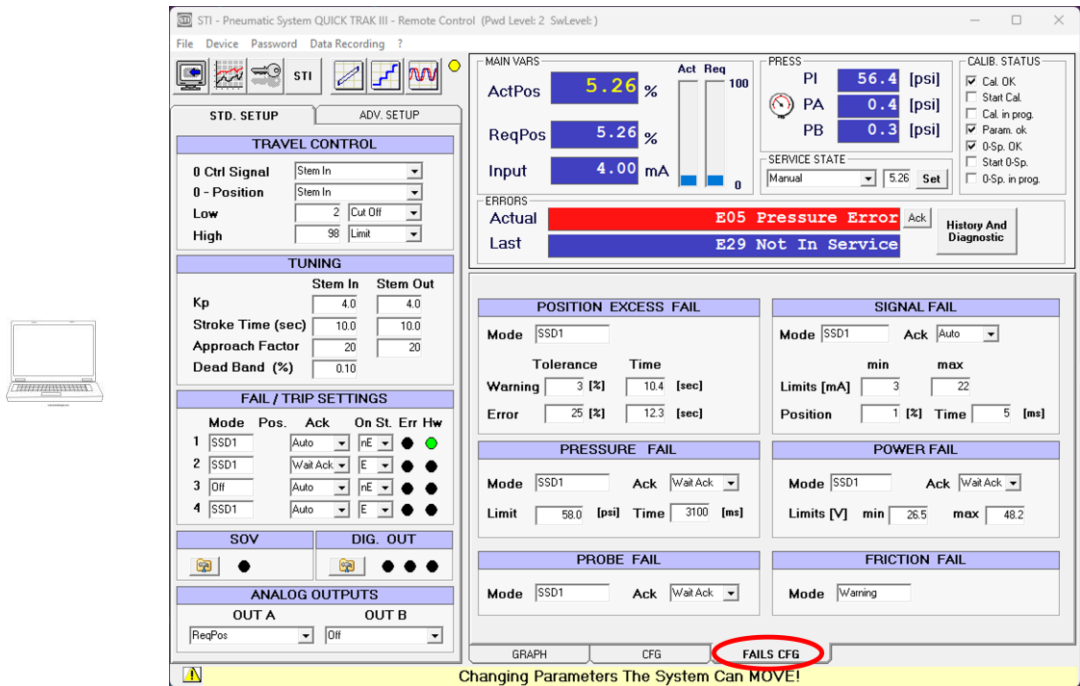 STI - Pneumatic System QUICK TRAK III - Remote Control (Pwd Level: 2 SwLevel: )
File Device Password Data Recording ?
STI
STD. SETUP ADV. SETUP
TRAVEL CONTROL
0 Ctrl Signal Stem In
0 - Position Stem In
Low 2 Cut Off
High 98 Limit
TUNING
Stem In Stem Out
Kp 4.0 4.0
Stroke Time (sec) 10.0 10.0
Approach Factor 20 20
Dead Band (%) 0.10
FAIL / TRIP SETTINGS
Mode Pos. Ack On St. Err Hw
1 SSD1 Auto nE
2 SSD1 Wait Ack E
3 Off Auto nE
4 SSD1 Auto E
SOV DIG. OUT
ANALOG OUTPUTS
OUT A OUT B
ReqPos Off
MAIN VARS
Act Req
ActPos 5.26 %
100
ReqPos 5.26 %
Input 4.00 mA
0
PRESS
PI 56.4 [psi]
PA 0.4 [psi]
PB 0.3 [psi]
SERVICE STATE
Manual 5.26 Set
CALIB. STATUS
Cal. OK
Start Cal.
Cal. in prog.
Param. ok
0-Sp. OK
Start 0-Sp.
0-Sp. in prog.
ERRORS
Actual E05 Pressure Error Ack
Last E29 Not In Service
History And
Diagnostic
POSITION EXCESS FAIL
Mode SSD1
Tolerance Time
Warning 3 [%] 10.4 [sec]
Error 25 [%] 12.3 [sec]
SIGNAL FAIL
Mode SSD1 Ack Auto
min max
Limits [mA] 3 22
Position 1 [%] Time 5 [ms]
PRESSURE FAIL
Mode SSD1 Ack Wait Ack
Limit 58.0 [psi] Time 3100 [ms]
POWER FAIL
Mode SSD1 Ack Wait Ack
Limits [V] min 26.5 max 48.2
PROBE FAIL
Mode SSD1 Ack Wait Ack
FRICTION FAIL
Mode Warning
GRAPH CFG FAILS CFG
Changing Parameters The System Can MOVE!